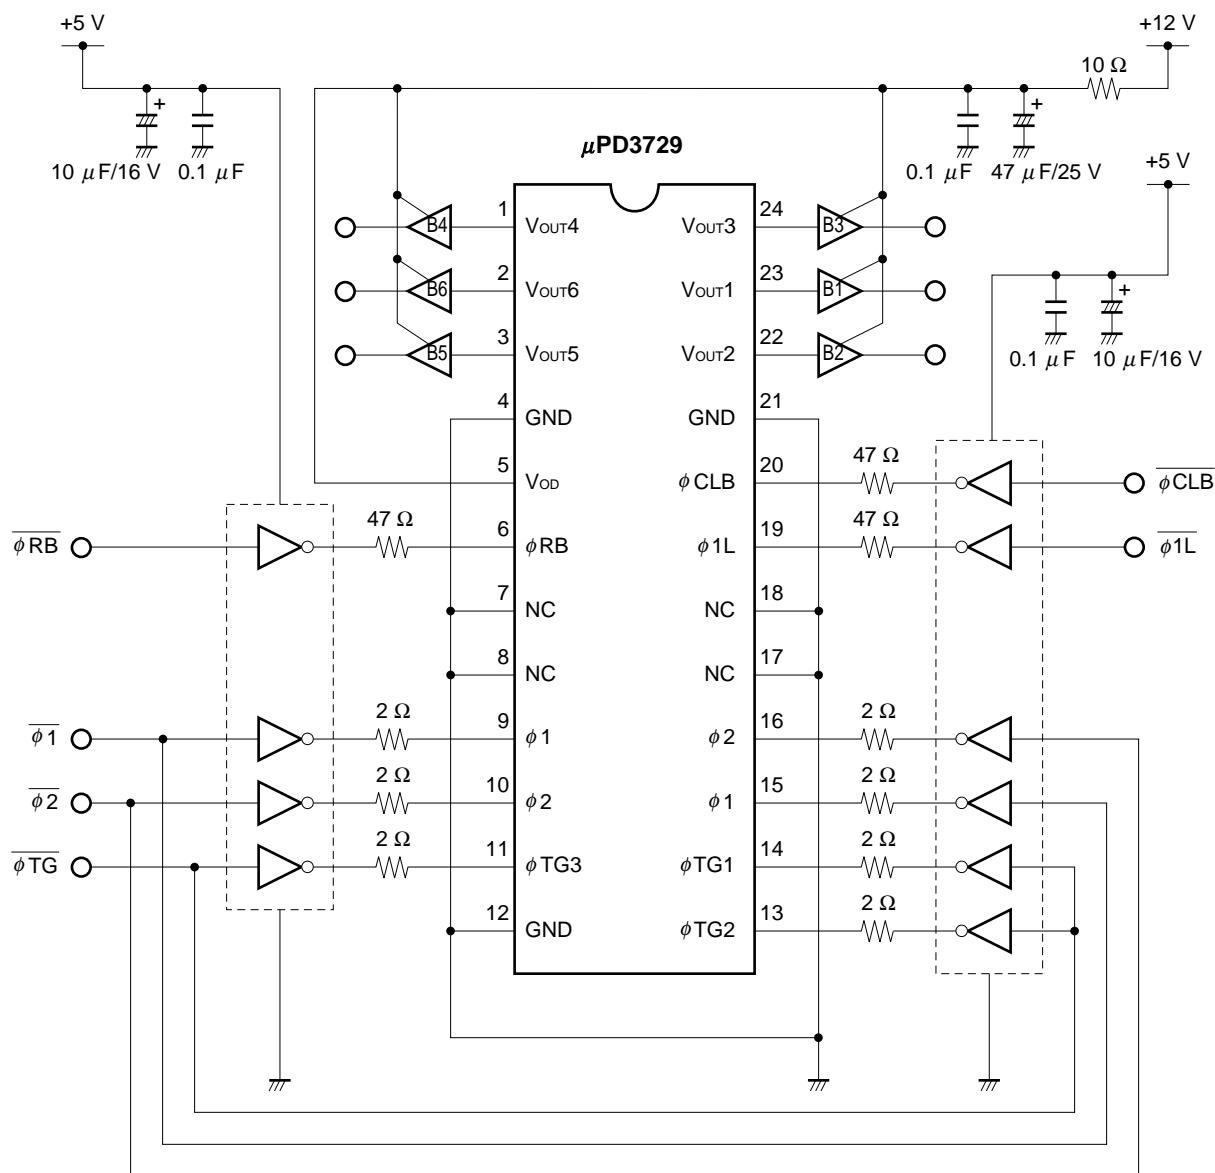 +5 V
+12 V
10 Ω
+
+
μPD3729
+5 V
10 μF/16 V
0.1 μF
0.1 μF
47 μF/25 V
B4
1
VOUT4
VOUT3
24
B3
B6
2
VOUT6
VOUT1
23
B1
+
B5
3
VOUT5
VOUT2
22
B2
0.1 μF
10 μF/16 V
4
GND
GND
21
5
VOD
φCLB
20
47 Ω
φCLB
φRB
47 Ω
6
φRB
φ1L
19
47 Ω
φ1L
7
NC
NC
18
8
NC
NC
17
φ1
2 Ω
9
φ1
φ2
16
2 Ω
φ2
2 Ω
10
φ2
φ1
15
2 Ω
φTG
2 Ω
11
φTG3
φTG1
14
2 Ω
12
GND
φTG2
13
2 Ω